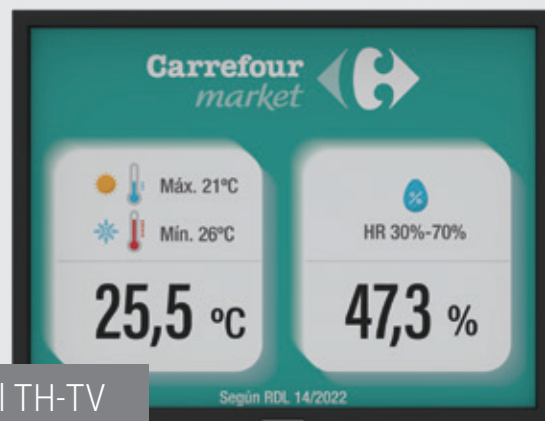 Carrefour
market
Máx. 21ºC
Mín. 26ºC
25,5 ºC
%
HR 30%-70%
47,3 %
Según RDL 14/2022
TH-TV